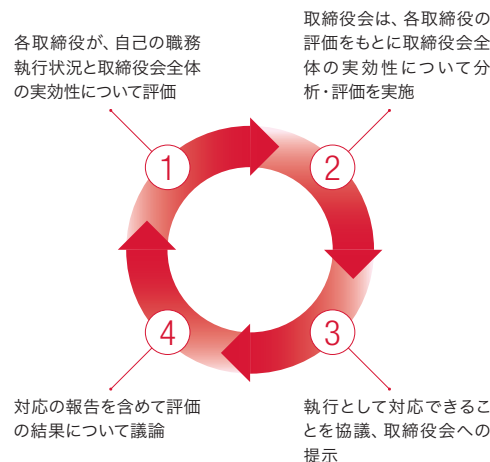 各取締役が、自己の職務
執行状況と取締役会全体
の実効性について評価
取締役会は、各取締役の
評価をもとに取締役会全
体の実効性について分
析・評価を実施
1
2
4
3
対応の報告を含めて評価
の結果について議論
執行として対応できるこ
とを協議、取締役会への
提示